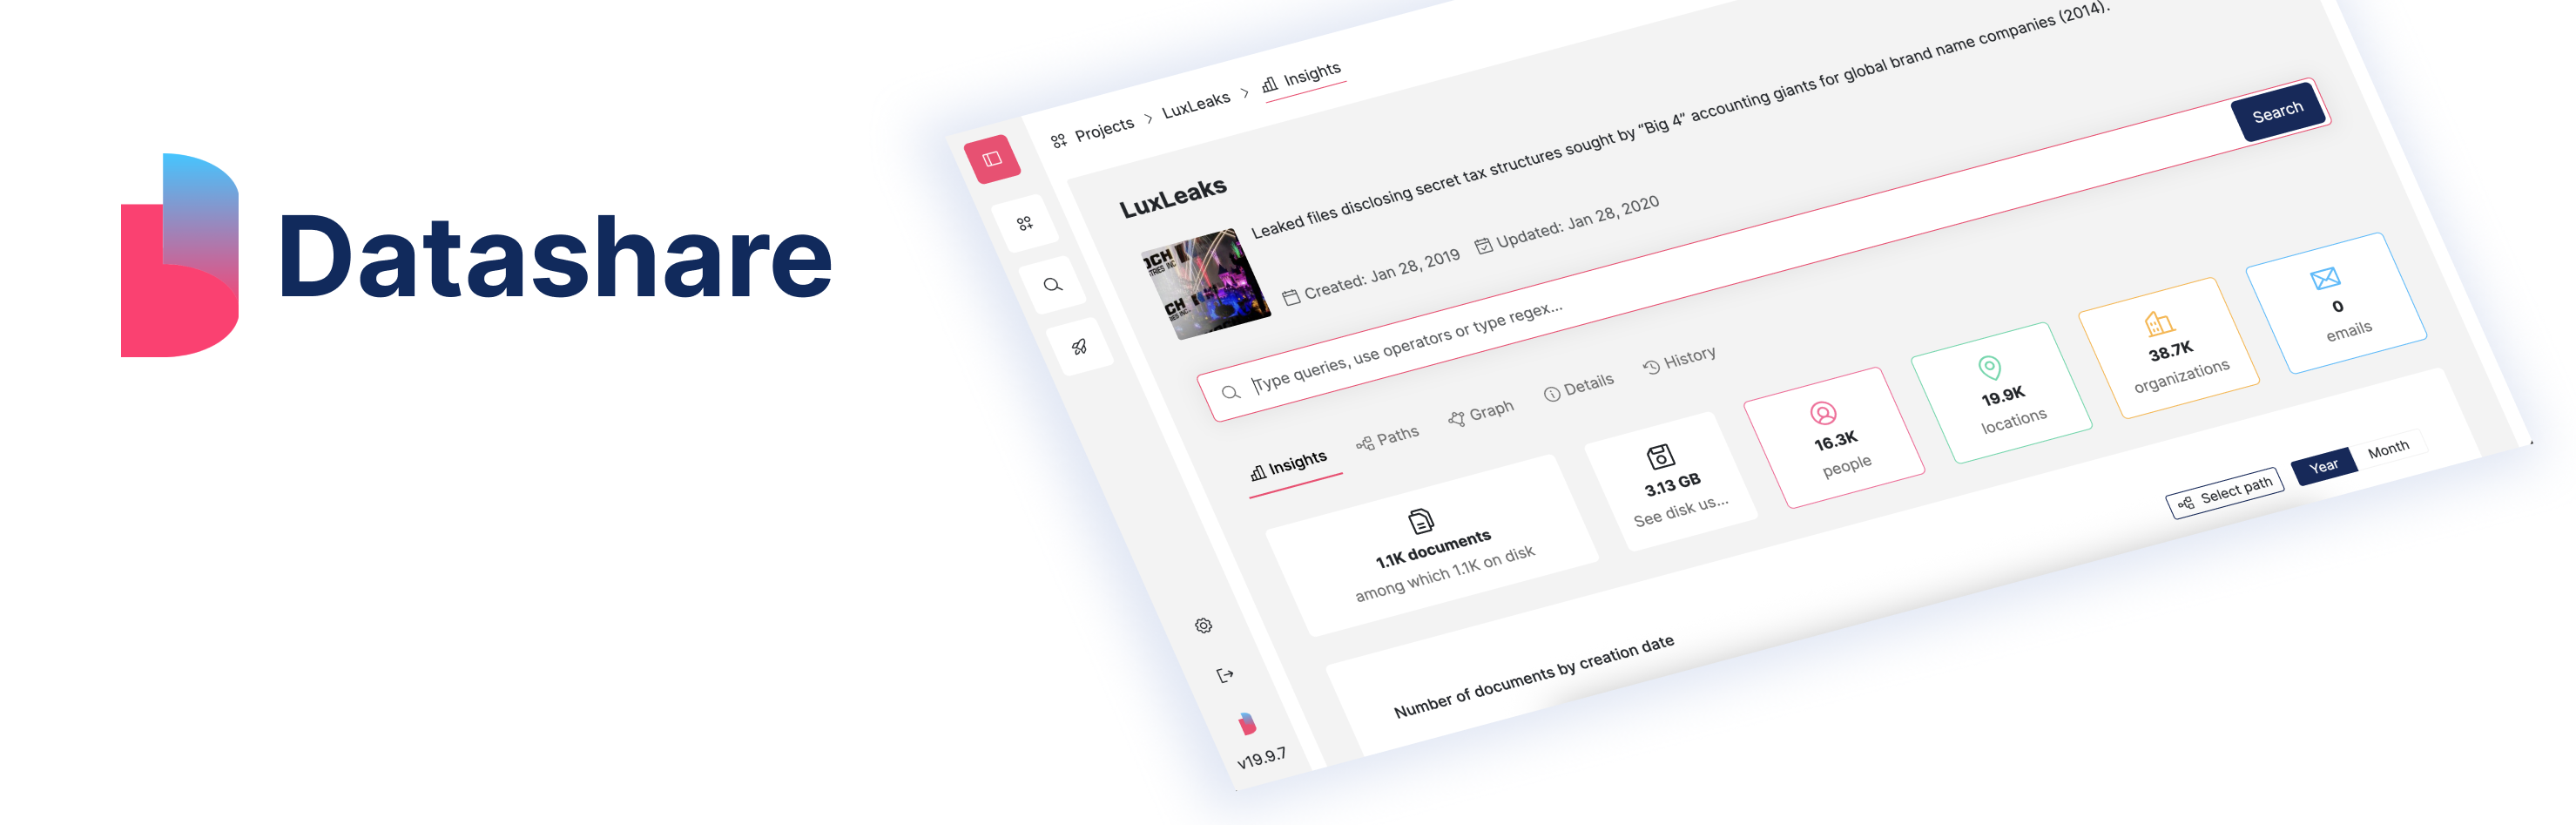 Datashare
Projects > LuxLeaks > Insights
LuxLeaks
Leaked files disclosing secret tax structures sought by “Big 4” accounting giants for global brand name companies (2014).
Created: Jan 28, 2019 Updated: Jan 28, 2020
Type queries, use operators or type regex...
Search
Insights Paths Graph Details History
1.1K documents
among which 1.1K on disk
3.13 GB
See disk us...
16.3K
people
19.9K
locations
38.7K
organizations
0
emails
Select path
Year Month
Number of documents by creation date
v19.9.7